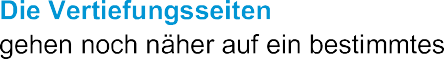 Die Vertiefungsseiten
gehen noch näher auf ein bestimmtes